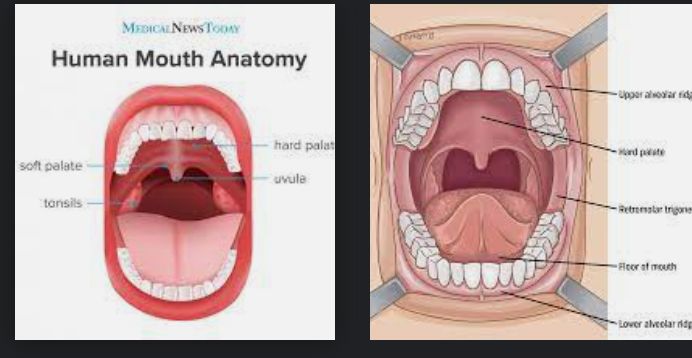 MEDICALNEWSTODAY
Human Mouth Anatomy
hard palat
soft palate
uvula
tonsils
Upper alveolar ridg
Hard palate
Retromolar trigone
Floor of mouth
Lower alveolar ridg